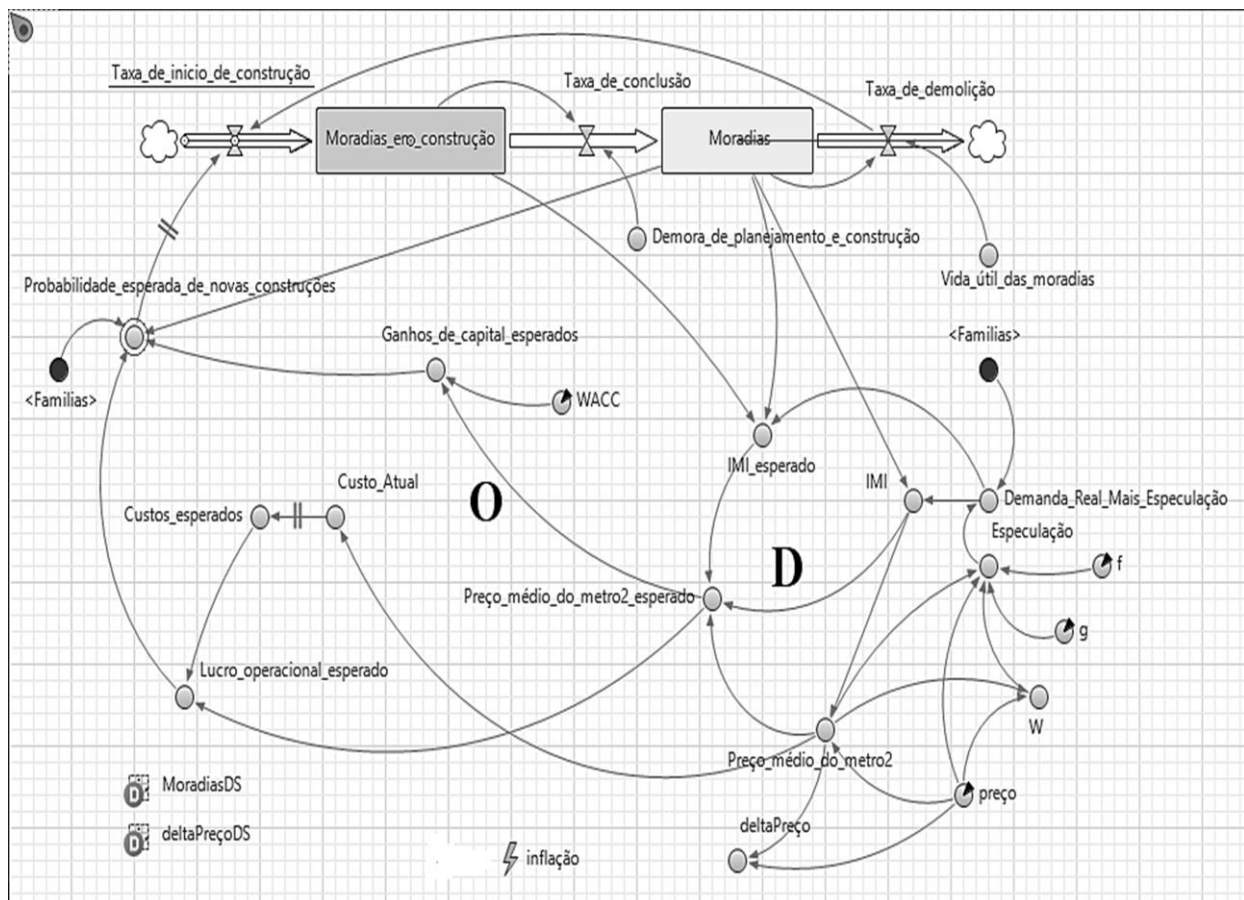 Taxa_de_inicio_de_construção
Taxa_de_conclusão
Taxa_de_demolição
Moradias_em_construção
Moradias
Demora_de_planejamento_e_construção
Vida_útil_das_moradias
Probabilidade_esperada_de_novas_construções
Ganhos_de_capital_esperados
<Familias>
<Familias>
WACC
IMI_esperado
IMI
Custo_Atual
Custos_esperados
O
Demanda_Real_Mais_Especulação
Especulação
f
D
Preço_médio_do_metro2_esperado
g
Lucro_operacional_esperado
W
Preço_médio_do_metro2
preço
D MoradiasDS
deltaPreço
D deltaPreçoDS
inflação